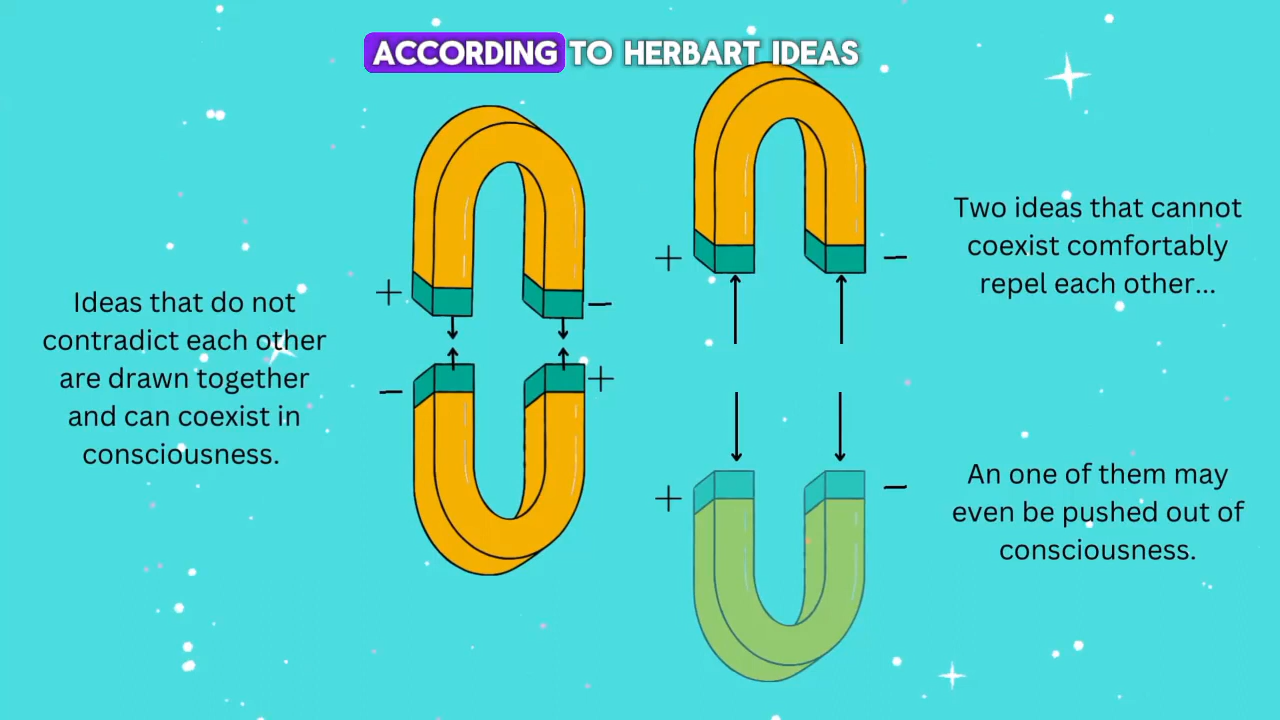 ACCORDING TO HERBART IDEAS
Ideas that do not
contradict each other
are drawn together
and can coexist in
consciousness.
+
−
−
+
+
−
+
−
Two ideas that cannot
coexist comfortably
repel each other...
An one of them may
even be pushed out of
consciousness.